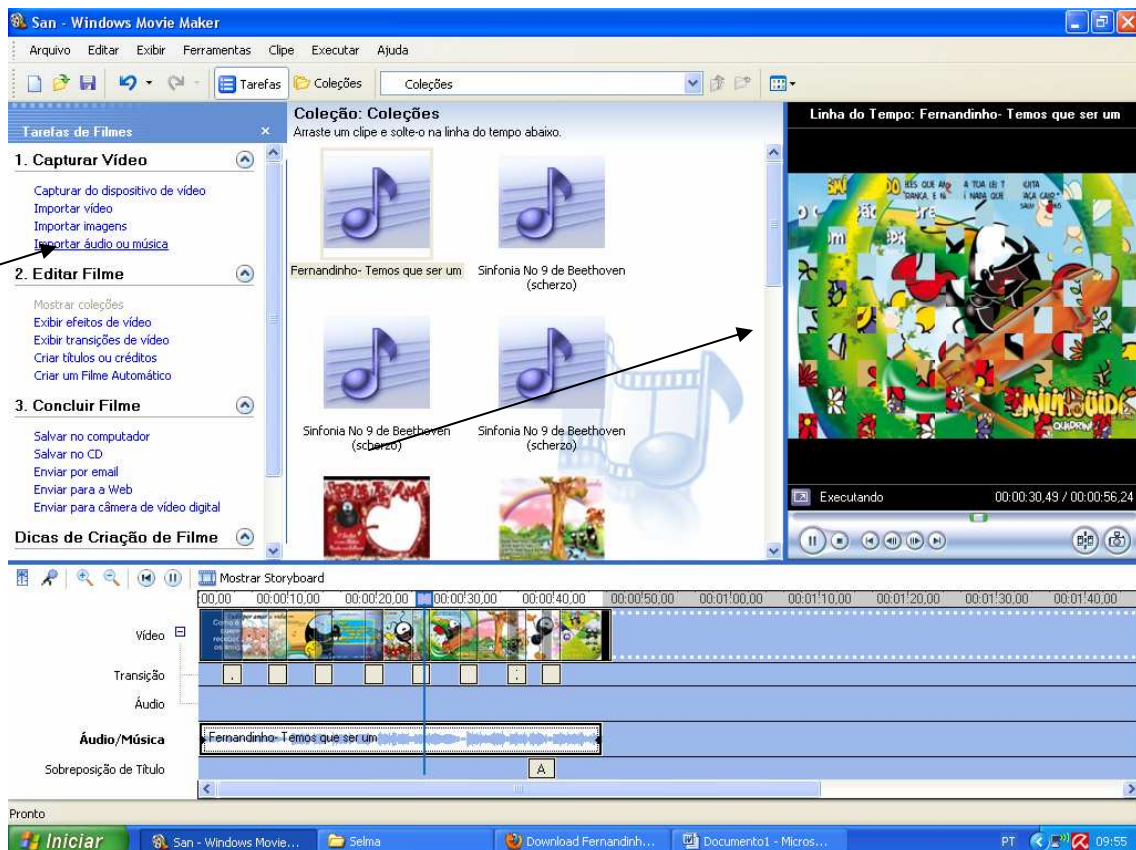 San - Windows Movie Maker
Arquivo Editar Exibir Ferramentas Clipe Executar Ajuda
Tarefas Coleções Coleções
Tarefas de Filmes
1. Capturar Vídeo
Capturar do dispositivo de vídeo
Importar vídeo
Importar imagens
Importar áudio ou música
2. Editar Filme
Mostrar coleções
Exibir efeitos de vídeo
Exibir transições de vídeo
Criar títulos ou créditos
Criar um Filme Automático
3. Concluir Filme
Salvar no computador
Salvar no CD
Enviar por email
Enviar para a Web
Enviar para câmera de vídeo digital
Dicas de Criação de Filme
Coleção: Coleções
Arraste um clipe e solte-o na linha do tempo abaixo.
Fernandinho- Temos que ser um
Sinfonia No 9 de Beethoven
(scherzo)
Sinfonia No 9 de Beethoven
(scherzo)
Sinfonia No 9 de Beethoven
(scherzo)
Linha do Tempo: Fernandinho- Temos que ser um
Executando 00:00:30,49 / 00:00:56,24
Mostrar Storyboard
00,00 00:00:10,00 00:00:20,00 00:00:30,00 00:00:40,00 00:00:50,00 00:01:00,00 00:01:10,00 00:01:20,00 00:01:30,00 00:01:40,00
Vídeo
Transição
Áudio
Áudio/Música
Fernandinho- Temos que ser um
Sobreposição de Título
A
Pronto
Iniciar San - Windows Movie... Selma Download Fernandinh... Documento1 - Micros... PT 09:55